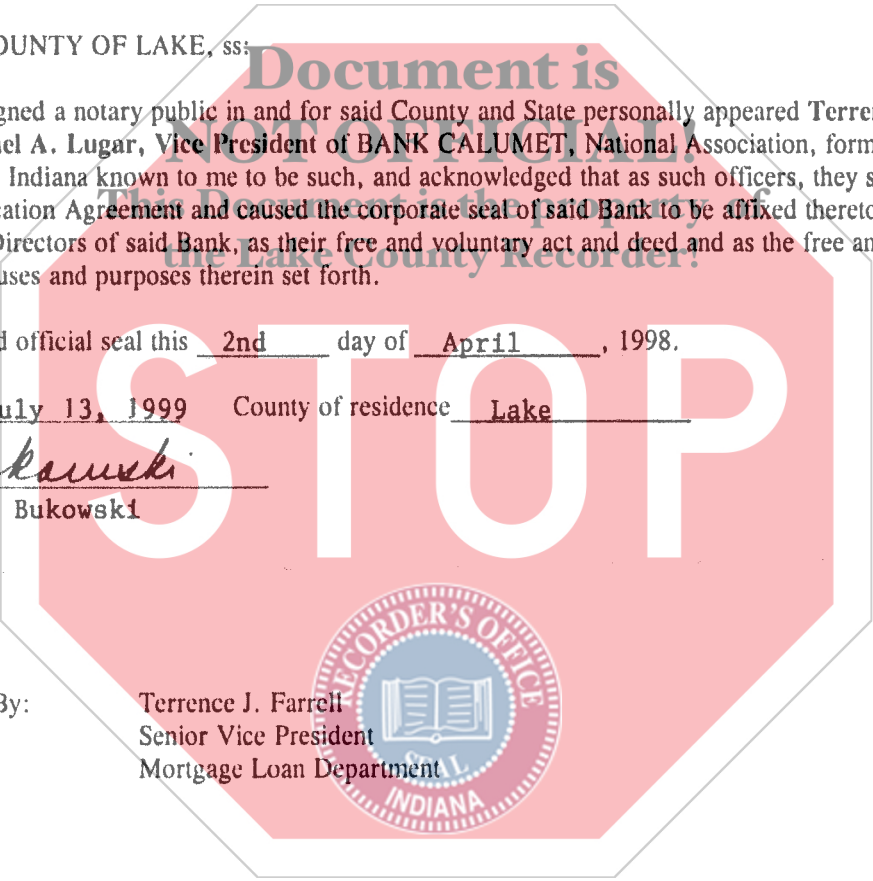 OUNTY OF LAKE, ss:
Document is
gned a notary public in and for said County and State personally appeared Terren
el A. Lugar, Vice President of BANK CALUMET, National Association, form
NOT OFFICIAL!
Indiana known to me to be such, and acknowledged that as such officers, they s
This Document is the property of
cation Agreement and caused the corporate seal of said Bank to be affixed thereto
Directors of said Bank, as their free and voluntary act and deed and as the free an
the Lake County Recorder!
uses and purposes therein set forth.
d official seal this 2nd day of April, 1998.
STOP
uly 13, 1999 County of residence Lake
kowski
Bukowski
RECORDER'S OFFICE
By: Terrence J. Farrell
Senior Vice President
SEAL
Mortgage Loan Department
INDIANA